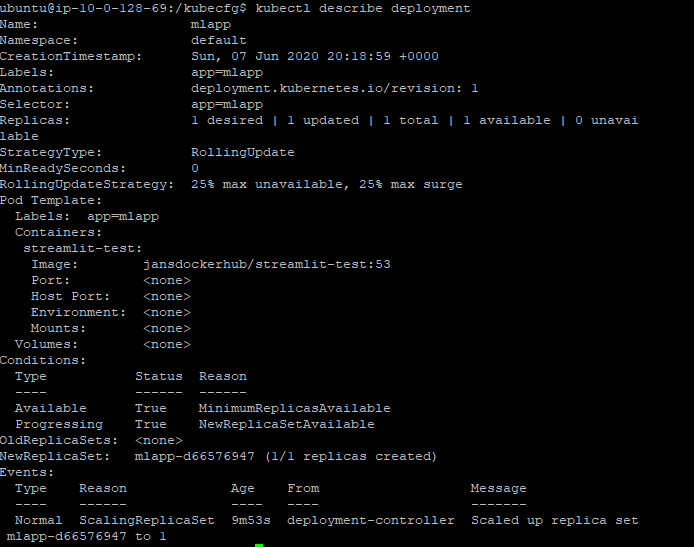 ubuntu@ip-10-0-128-69:/kubecfg$ kubectl describe deployment
Name:                   mlapp
Namespace:              default
CreationTimestamp:      Sun, 07 Jun 2020 20:18:59 +0000
Labels:                 app=mlapp
Annotations:            deployment.kubernetes.io/revision: 1
Selector:               app=mlapp
Replicas:               1 desired | 1 updated | 1 total | 1 available | 0 unavai
lable
StrategyType:           RollingUpdate
MinReadySeconds:        0
RollingUpdateStrategy:  25% max unavailable, 25% max surge
Pod Template:
  Labels:  app=mlapp
  Containers:
   streamlit-test:
    Image:        jansdockerhub/streamlit-test:53
    Port:         <none>
    Host Port:    <none>
    Environment:  <none>
    Mounts:       <none>
  Volumes:        <none>
Conditions:
  Type           Status  Reason
  ----           ------  ------
  Available      True    MinimumReplicasAvailable
  Progressing    True    NewReplicaSetAvailable
OldReplicaSets:  <none>
NewReplicaSet:   mlapp-d66576947 (1/1 replicas created)
Events:
  Type    Reason             Age    From                   Message
  ----    ------             ----   ----                   -------
  Normal  ScalingReplicaSet  9m53s  deployment-controller  Scaled up replica set
 mlapp-d66576947 to 1